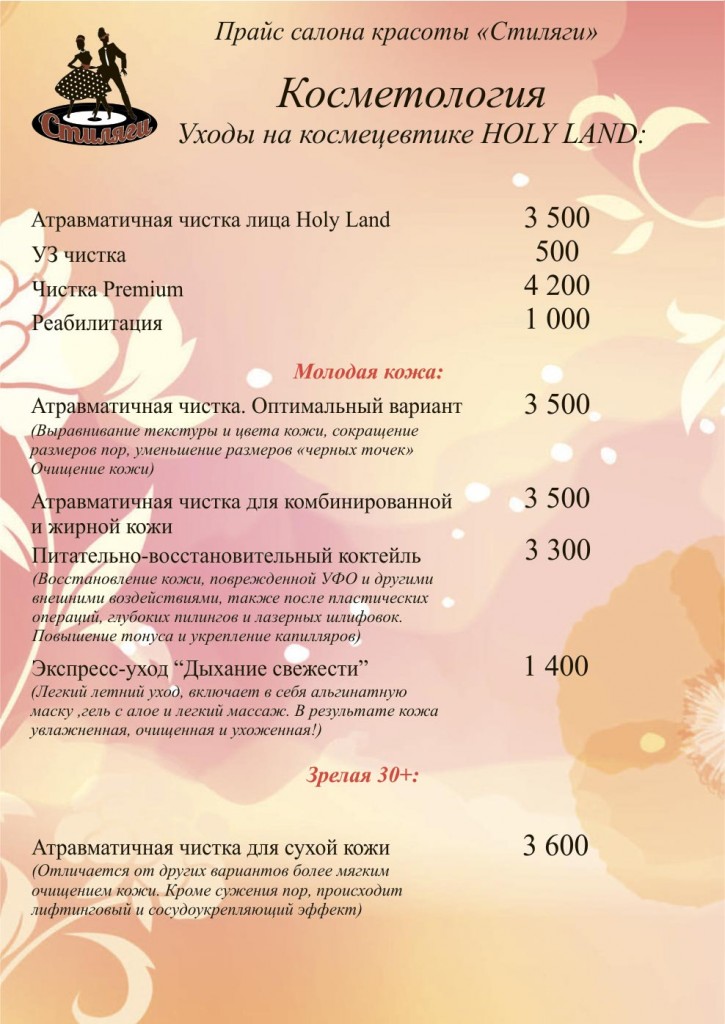 Прайс салона красоты «Стиляги»
Стиляги
Косметология
Уходы на космецевтике HOLY LAND:
Атравматичная чистка лица Holy Land 3 500
УЗ чистка 500
Чистка Premium 4 200
Реабилитация 1 000
Молодая кожа:
Атравматичная чистка. Оптимальный вариант 3 500
(Выравнивание текстуры и цвета кожи, сокращение
размеров пор, уменьшение размеров «черных точек»
Очищение кожи)
Атравматичная чистка для комбинированной 3 500
и жирной кожи
Питательно-восстановительный коктейль 3 300
(Восстановление кожи, поврежденной УФО и другими
внешними воздействиями, также после пластических
операций, глубоких пилингов и лазерных шлифовок.
Повышение тонуса и укрепление капилляров)
Экспресс-уход “Дыхание свежести” 1 400
(Легкий летний уход, включает в себя альгинатную
маску ,гель с алое и легкий массаж. В результате кожа
увлажненная, очищенная и ухоженная!)
Зрелая 30+:
Атравматичная чистка для сухой кожи 3 600
(Отличается от других вариантов более мягким
очищением кожи. Кроме сужения пор, происходит
лифтинговый и сосудоукрепляющий эффект)